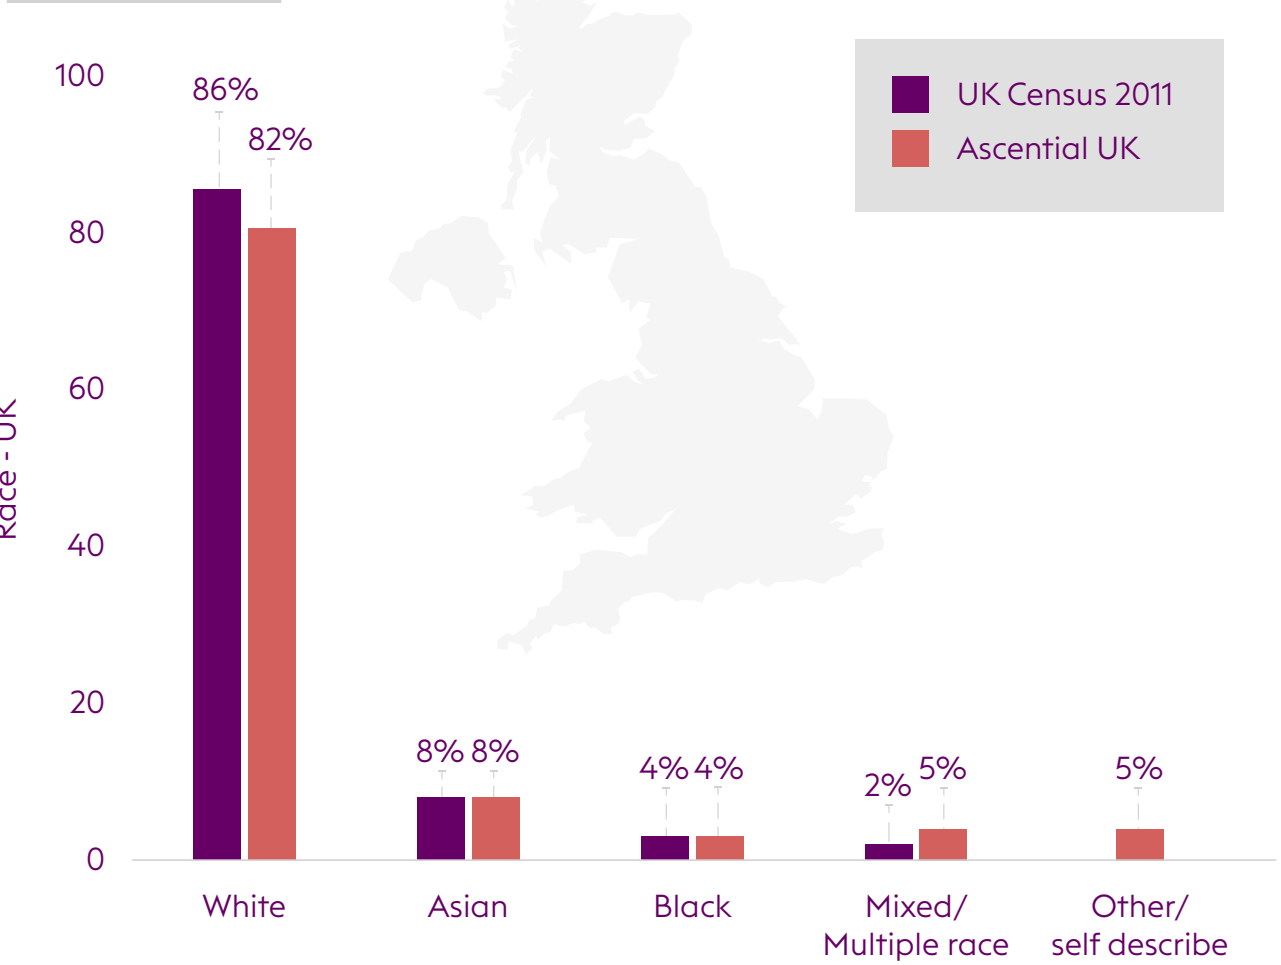 100
80
60
40
20
0
Race - UK
86%
82%
8%
8%
4%
4%
2%
5%
5%
White
Asian
Black
Mixed/
Multiple race
Other/
self describe
UK Census 2011
Ascential UK